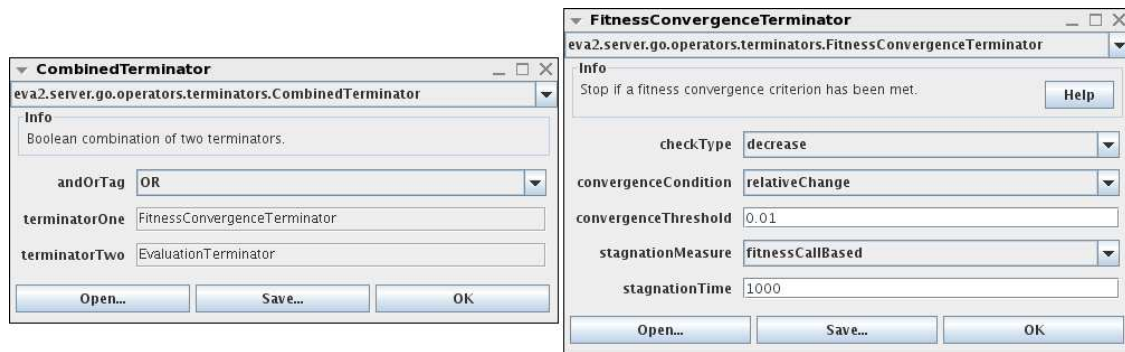 CombinedTerminator
eva2.server.go.operators.terminators.CombinedTerminator
Info
Boolean combination of two terminators.
andOrTag OR
terminatorOne FitnessConvergenceTerminator
terminatorTwo EvaluationTerminator
Open... Save... OK
FitnessConvergenceTerminator
eva2.server.go.operators.terminators.FitnessConvergenceTerminator
Info
Stop if a fitness convergence criterion has been met.
Help
checkType decrease
convergenceCondition relativeChange
convergenceThreshold 0.01
stagnationMeasure fitnessCallBased
stagnationTime 1000
Open... Save... OK